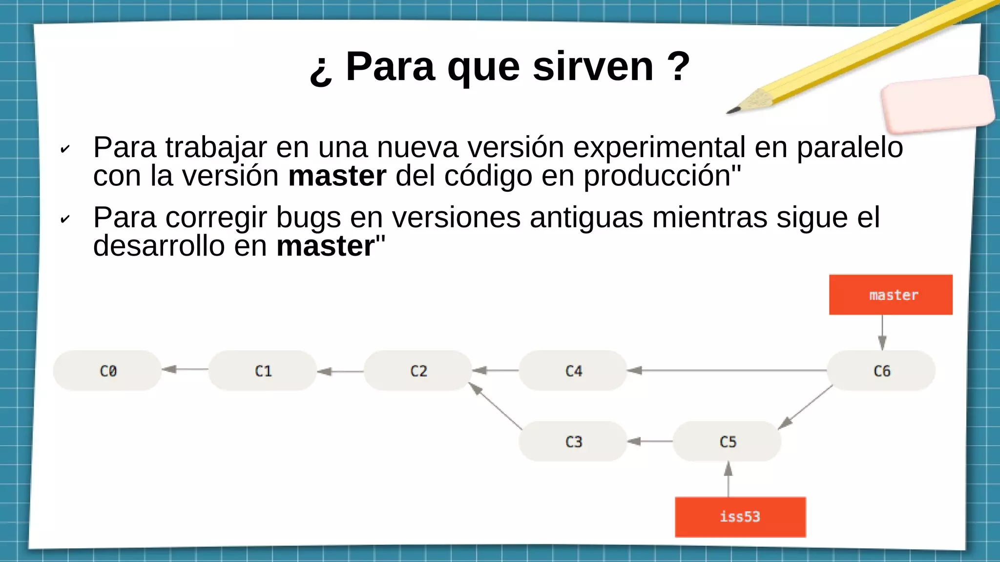 ¿ Para que sirven ?
✔ Para trabajar en una nueva versión experimental en paralelo
con la versión master del código en producción"
✔ Para corregir bugs en versiones antiguas mientras sigue el
desarrollo en master"
master
C0 C1 C2 C4 C6
C3 C5
iss53